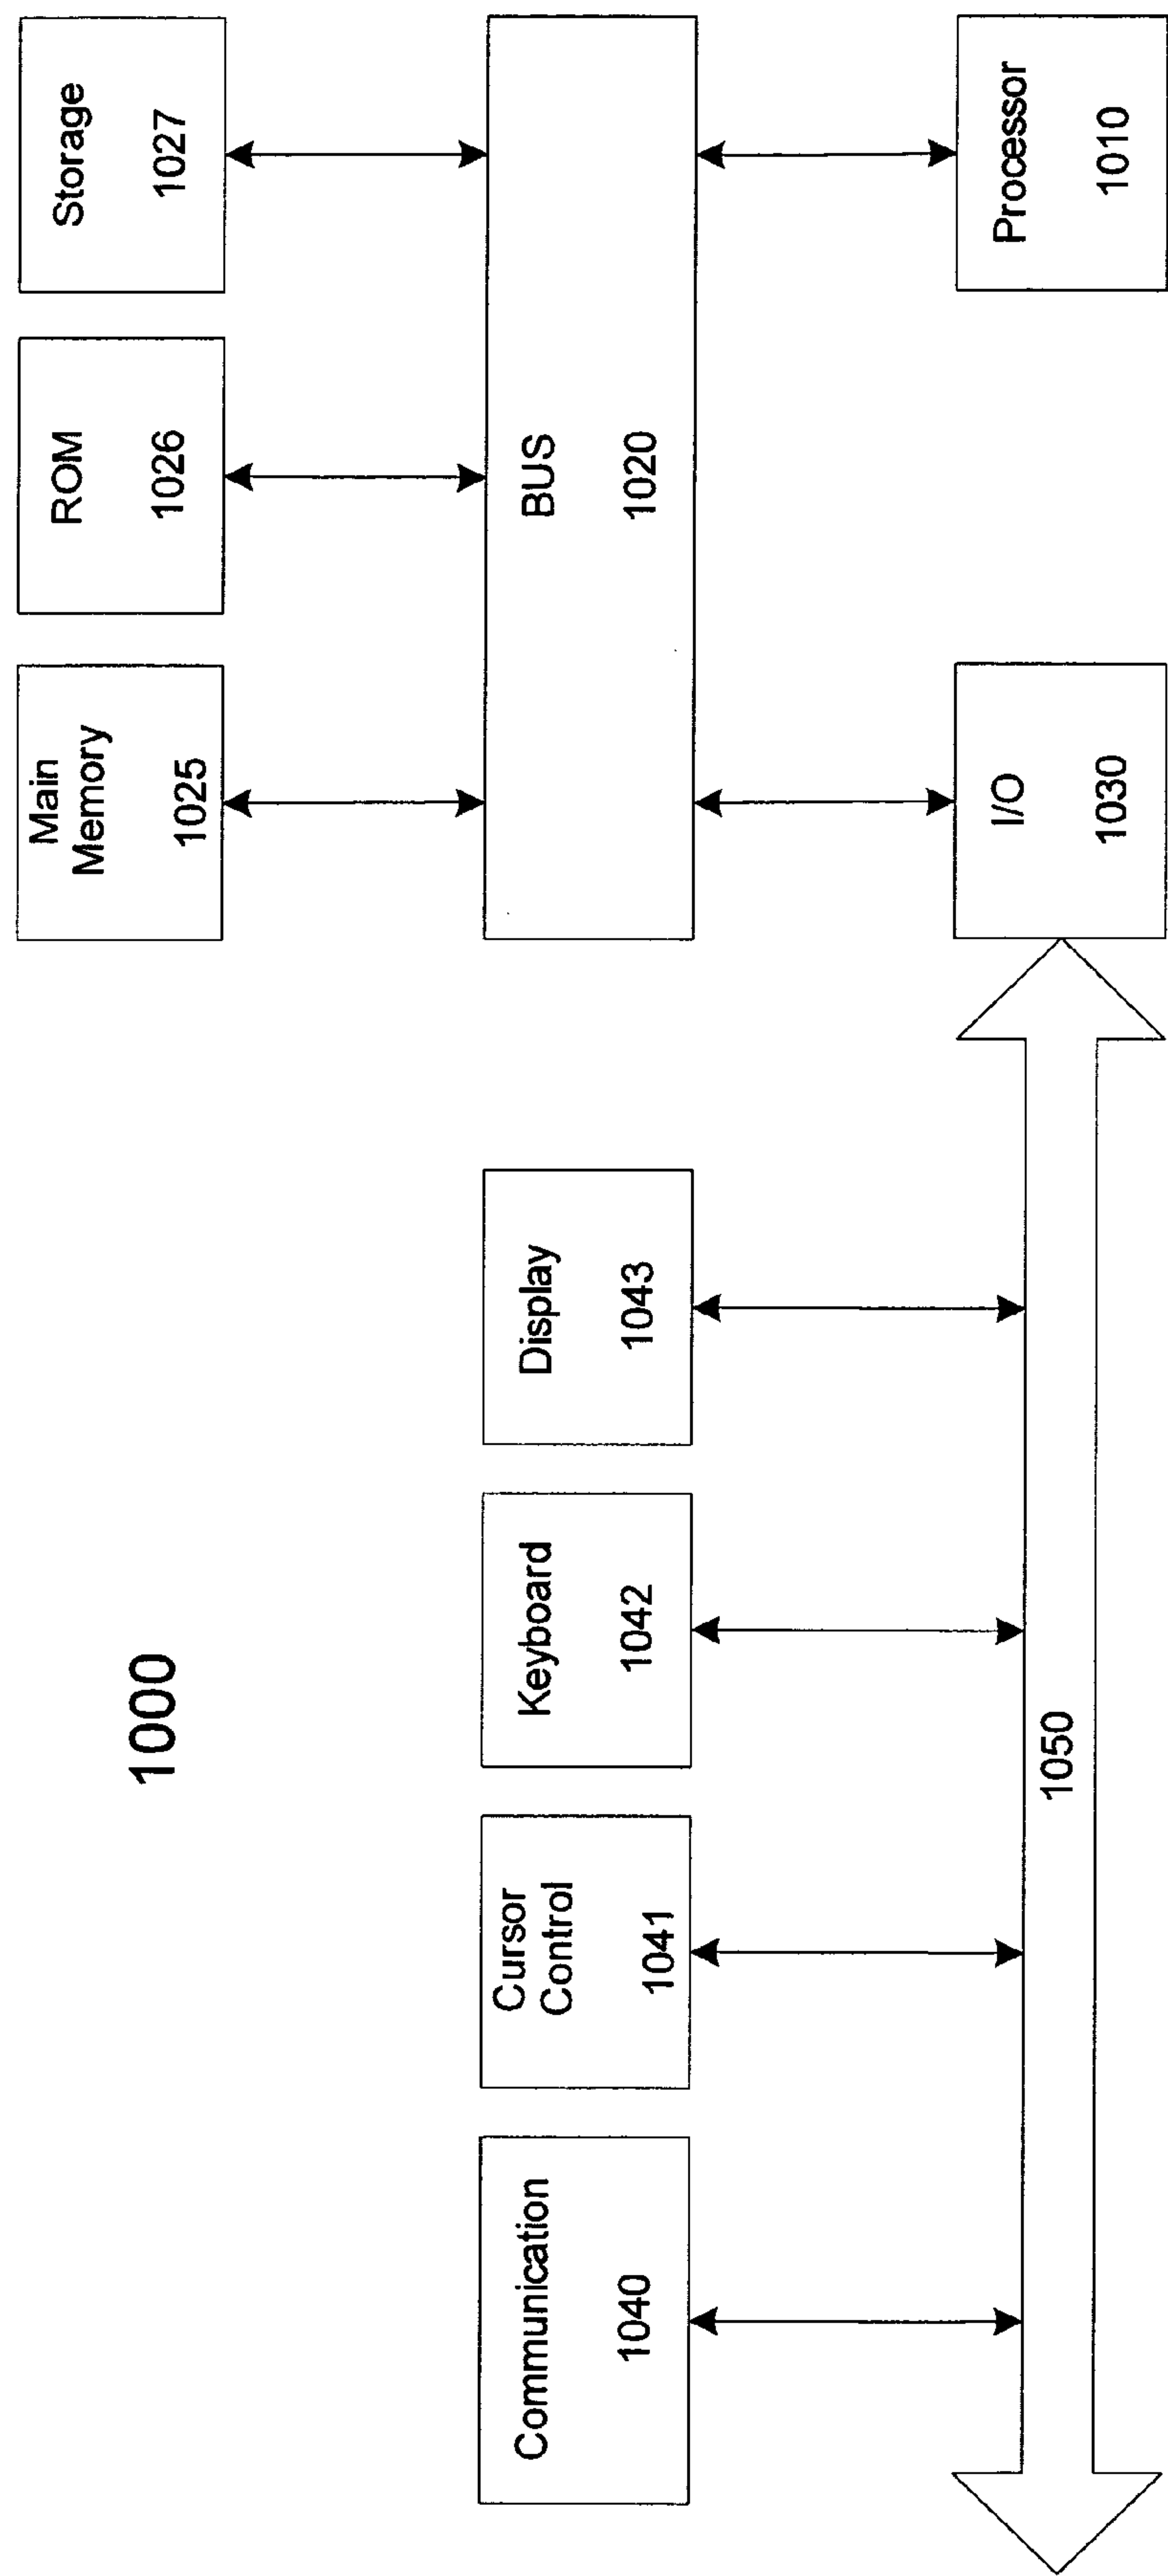 1000
Main
Memory
1025
ROM
1026
Storage
1027
Communication
1040
Cursor
Control
1041
Keyboard
1042
Display
1043
BUS
1020
1050
I/O
1030
Processor
1010